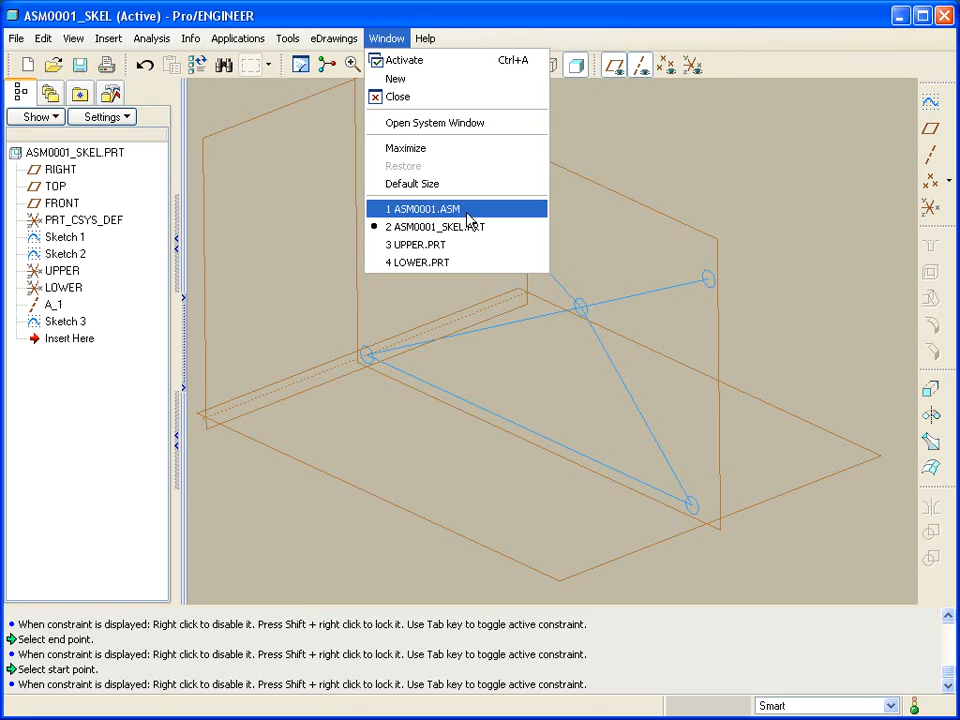 ASM0001_SKEL (Active) - Pro/ENGINEER
File Edit View Insert Analysis Info Applications Tools eDrawings Window Help
Activate Ctrl+A
New
Close
Open System Window
Maximize
Restore
Default Size
1 ASM0001.ASM
2 ASM0001_SKEL.PRT
3 UPPER.PRT
4 LOWER.PRT
Show Settings
ASM0001_SKEL.PRT
RIGHT
TOP
FRONT
PRT_CSYS_DEF
Sketch 1
Sketch 2
UPPER
LOWER
A_1
Sketch 3
Insert Here
When constraint is displayed: Right click to disable it. Press Shift + right click to lock it. Use Tab key to toggle active constraint.
Select end point.
When constraint is displayed: Right click to disable it. Press Shift + right click to lock it. Use Tab key to toggle active constraint.
Select start point.
When constraint is displayed: Right click to disable it. Press Shift + right click to lock it. Use Tab key to toggle active constraint.
Smart